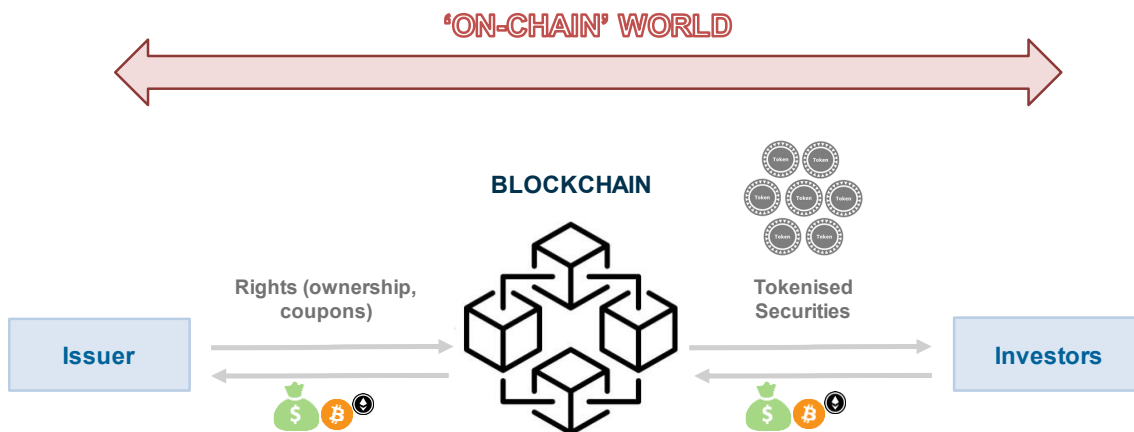 ‘ON-CHAIN’ WORLD
BLOCKCHAIN
Token Token
Token Token Token
Token Token
Rights (ownership,
coupons)
Tokenised
Securities
Issuer
Investors
$
$